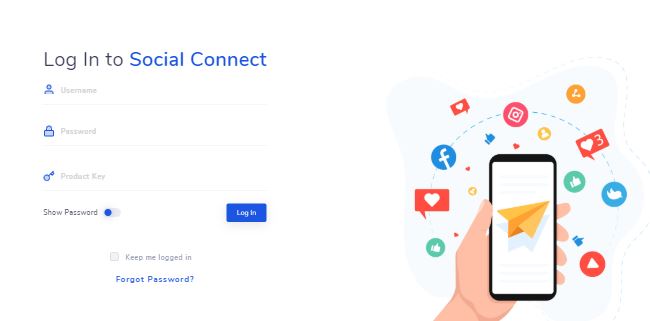 Log In to Social Connect
Username
Password
Product Key
Show Password
Log In
Keep me logged in
Forgot Password?
3